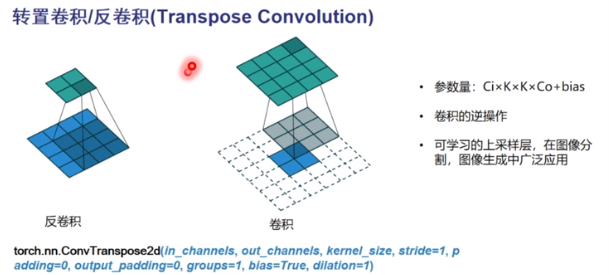 转置卷积/反卷积(Transpose Convolution)
• 参数量：Ci×K×K×Co+bias
• 卷积的逆操作
• 可学习的上采样层，在图像分
割，图像生成中广泛应用
反卷积
卷积
torch.nn.ConvTranspose2d(in_channels, out_channels, kernel_size, stride=1, p
adding=0, output_padding=0, groups=1, bias=True, dilation=1)